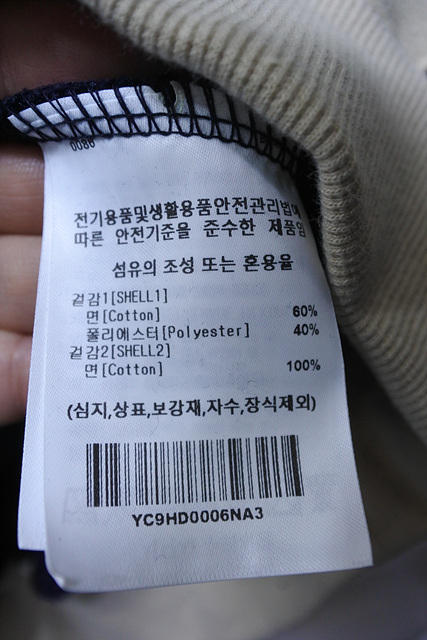 0086
전기용품및생활용품안전관리법에
따른 안전기준을 준수한 제품임
섬유의 조성 또는 혼용율
겉감1[SHELL1]
면[Cotton] 60%
폴리에스터[Polyester] 40%
겉감2[SHELL2]
면[Cotton] 100%
(심지,상표,보강재,자수,장식제외)
YC9HD0006NA3